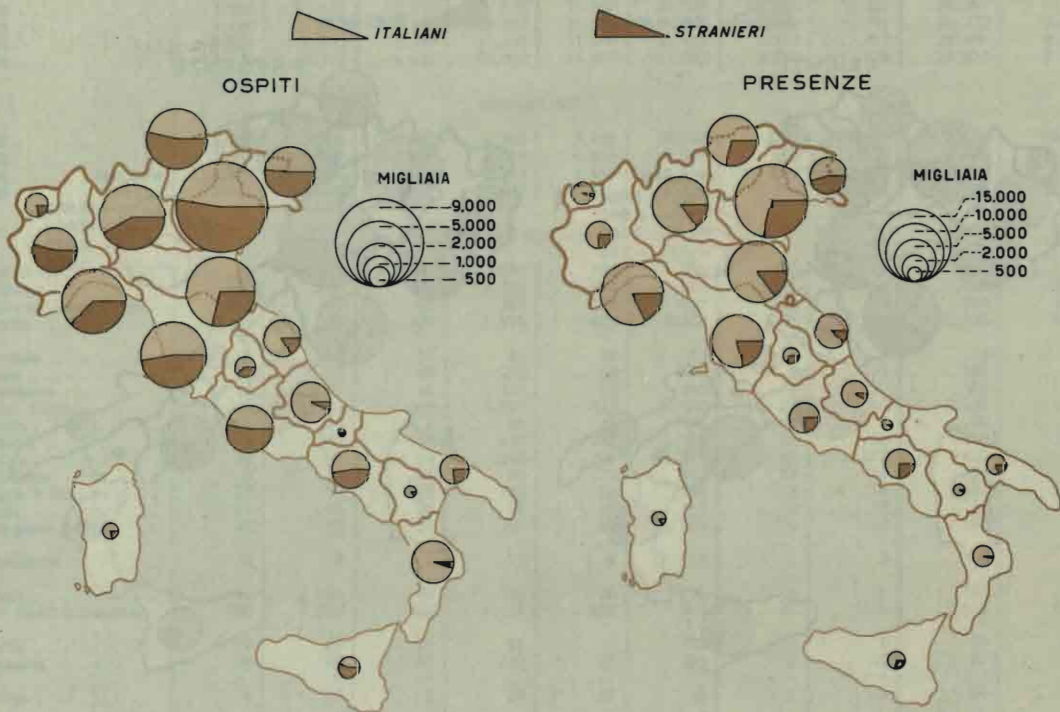 ITALIANI
STRANIERI
OSPITI
PRESENZE
MIGLIAIA
9.000
5.000
2.000
1.000
500
MIGLIAIA
15.000
10.000
5.000
2.000
500